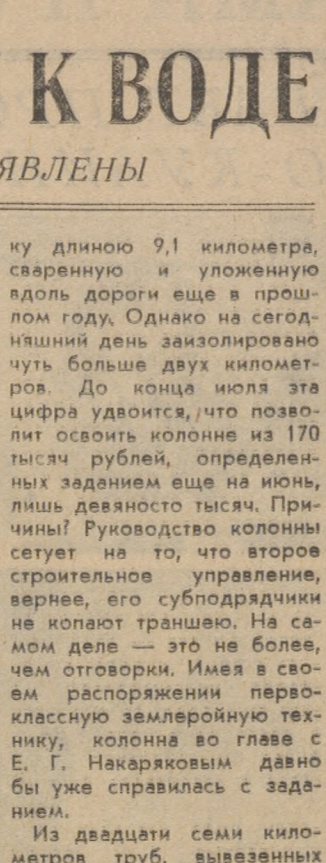 К ВОДЕ
ЯВЛЕНЫ
ку длиною 9,1 километра,
сваренную и уложенную
вдоль дороги еще в прош-
лом году. Однако на сегод-
няшний день заизолировано
чуть больше двух километ-
ров. До конца июля эта
цифра удвоится, что позво-
лит освоить колонне из 170
тысяч рублей, определен-
ных заданием еще на июнь,
лишь девяносто тысяч. При-
чины? Руководство колонны
сетует на то, что второе
строительное управление,
вернее, его субподрядчики
не копают траншею. На са-
мом деле — это не более,
чем отговорки. Имея в сво-
ем распоряжении перво-
классную землеройную тех-
нику, колонна во главе с
Е. Г. Накаряковым давно
бы уже справилась с зада-
нием.
Из двадцати семи кило-
метров труб, вывезенных